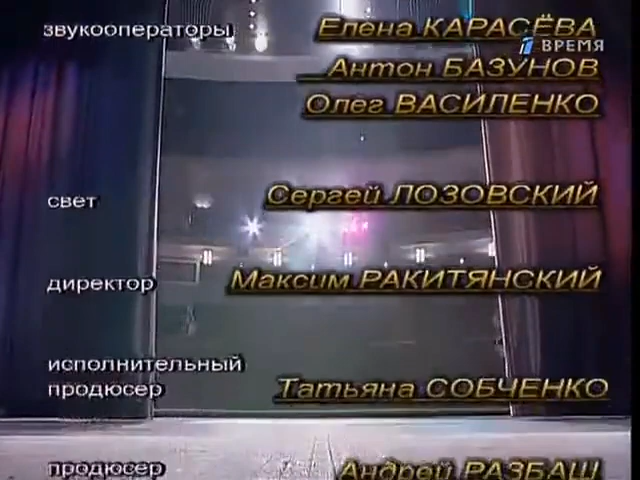 звукооператоры Елена КАРАСЁВА
1 ВРЕМЯ
Антон БАЗУНОВ
Олег ВАСИЛЕНКО
свет Сергей ЛОЗОВСКИЙ
директор Максим РАКИТЯНСКИЙ
исполнительный
продюсер Татьяна СОБЧЕНКО
продюсер Андрей РАЗБАШ